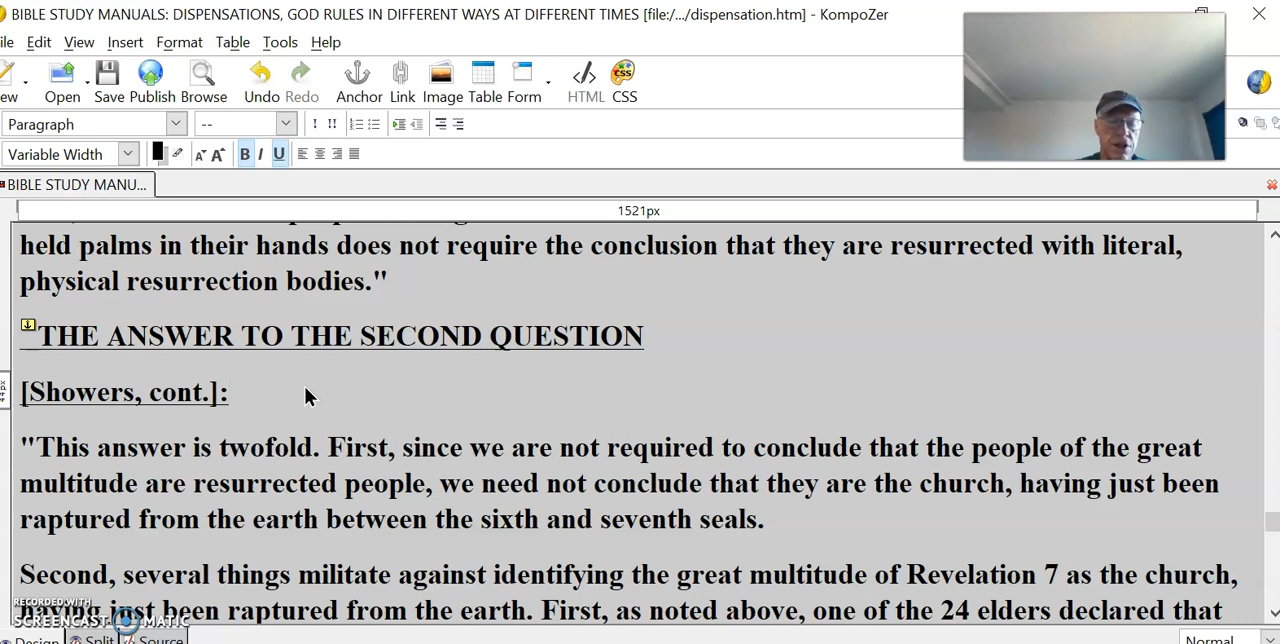 BIBLE STUDY MANUALS: DISPENSATIONS, GOD RULES IN DIFFERENT WAYS AT DIFFERENT TIMES [file:/.../dispensation.htm] - KompoZer
ile Edit View Insert Format Table Tools Help
ew Open Save Publish Browse Undo Redo Anchor Link Image Table Form HTML CSS
Paragraph --
Variable Width B I U
BIBLE STUDY MANU...
1521px
held palms in their hands does not require the conclusion that they are resurrected with literal,
physical resurrection bodies."
THE ANSWER TO THE SECOND QUESTION
[Showers, cont.]:
"This answer is twofold. First, since we are not required to conclude that the people of the great
multitude are resurrected people, we need not conclude that they are the church, having just been
raptured from the earth between the sixth and seventh seals.
Second, several things militate against identifying the great multitude of Revelation 7 as the church,
having just been raptured from the earth. First, as noted above, one of the 24 elders declared that
RECORDED WITH
SCREENCAST MATIC
Design Split Source Normal